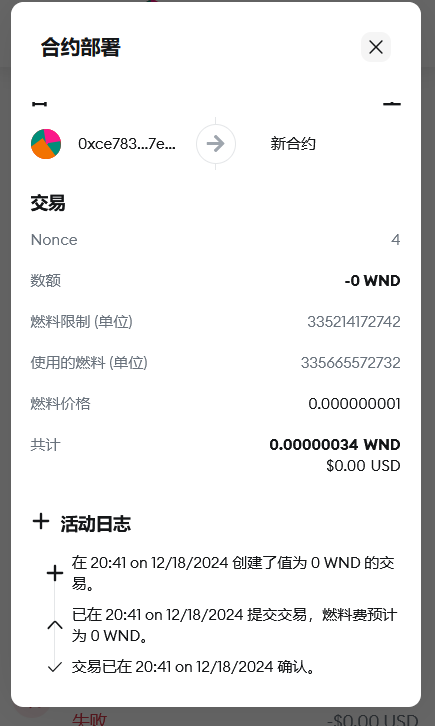 合约部署
0xce783...7e...
新合约
交易
Nonce 4
数额 -0 WND
燃料限制 (单位) 335214172742
使用的燃料 (单位) 335665572732
燃料价格 0.000000001
共计 0.00000034 WND
$0.00 USD
活动日志
在 20:41 on 12/18/2024 创建了值为 0 WND 的交
易。
已在 20:41 on 12/18/2024 提交交易，燃料费预计
为 0 WND。
交易已在 20:41 on 12/18/2024 确认。
失败 -$0.00 USD